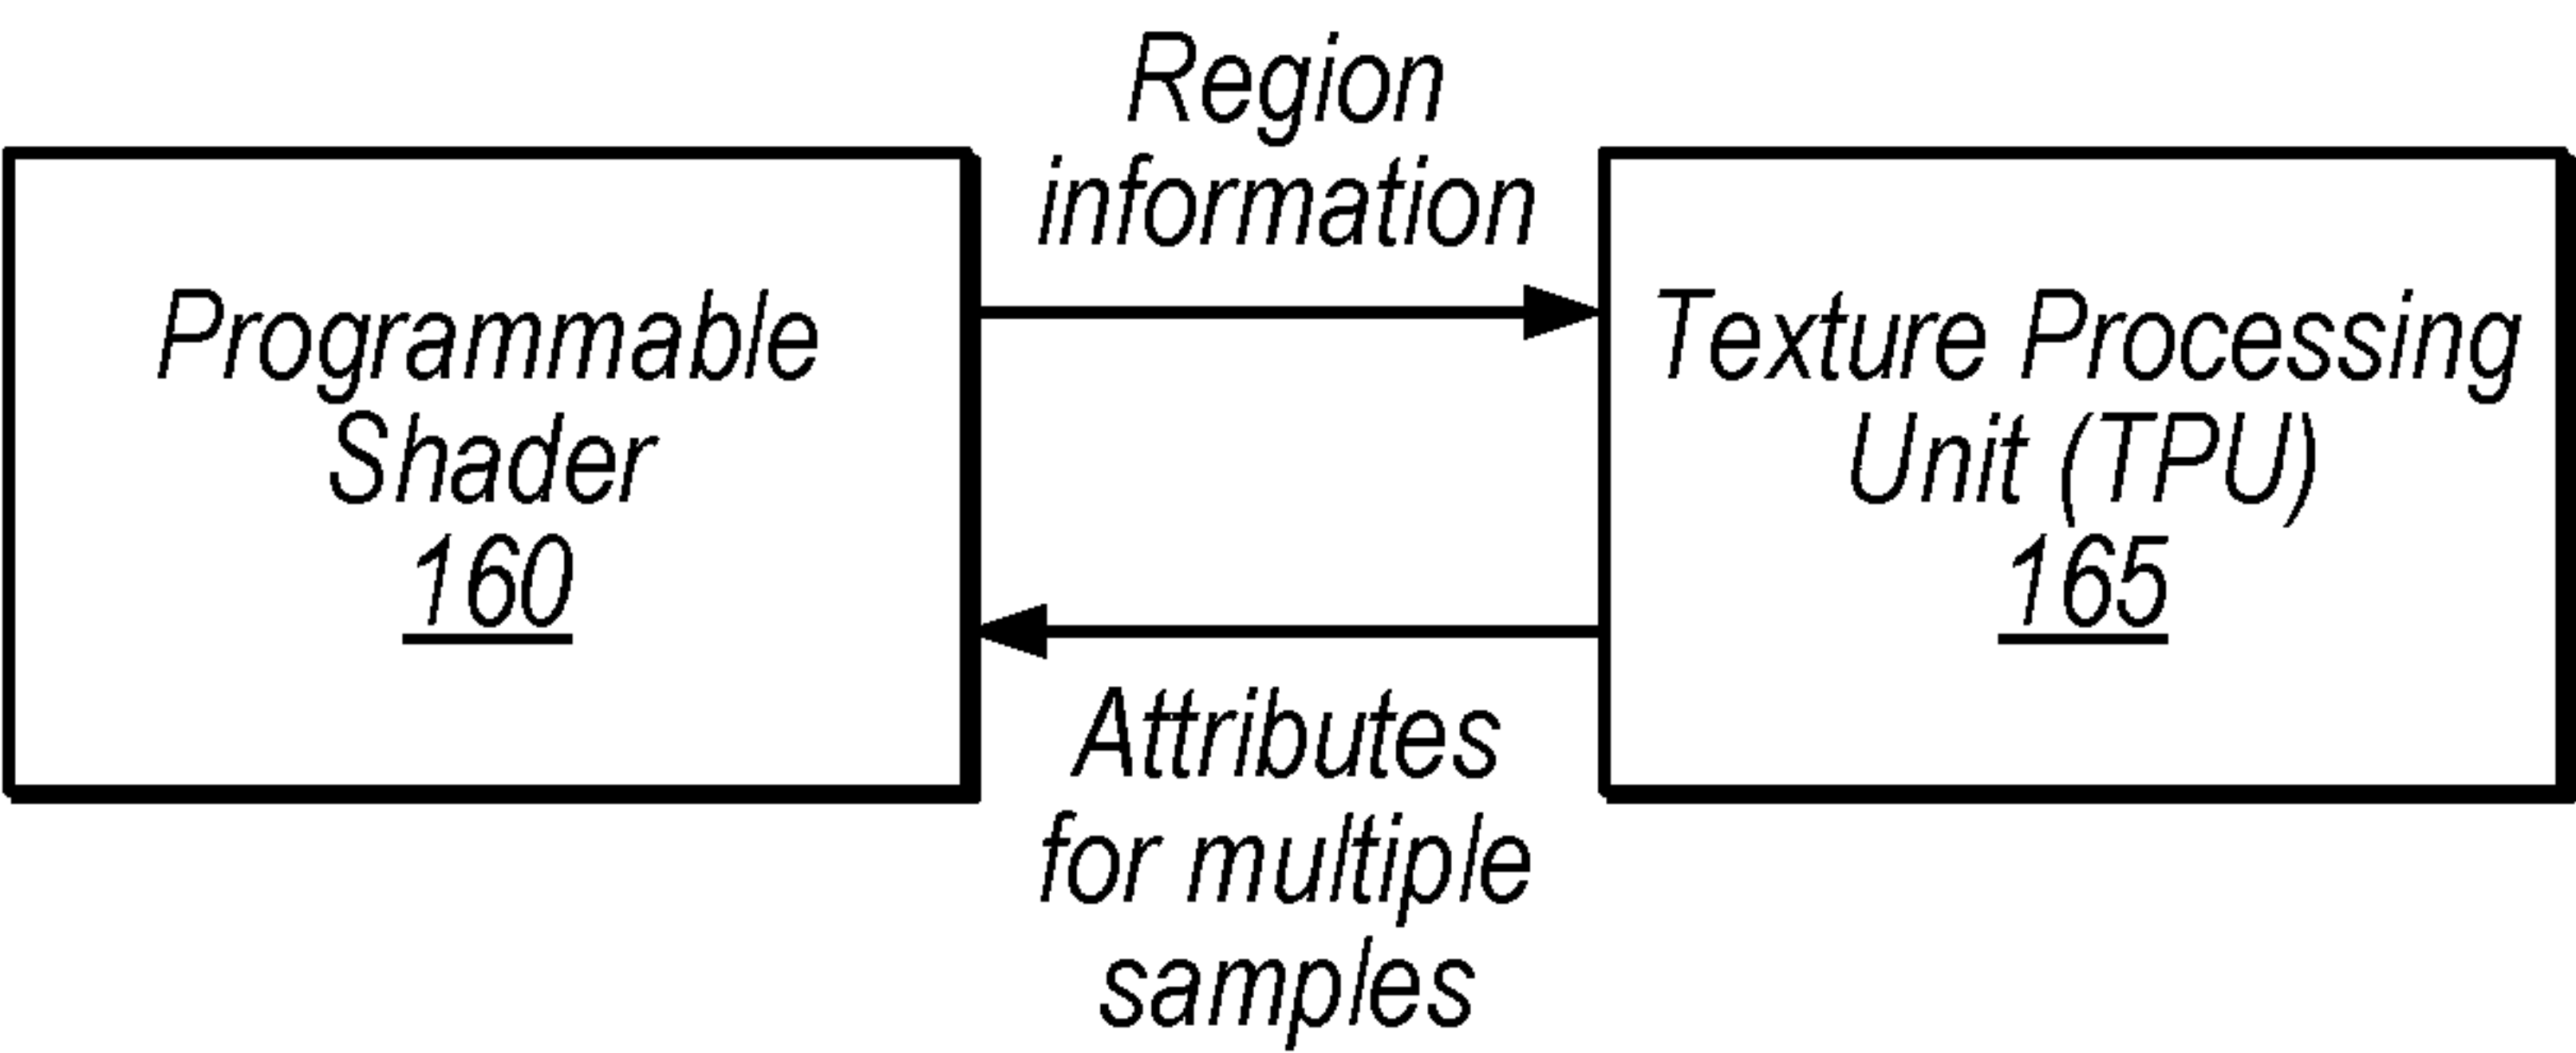 Region
information
Programmable
Shader
160
Texture Processing
Unit (TPU)
165
Attributes
for multiple
samples